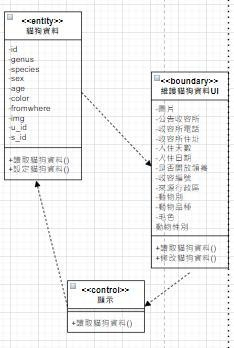 <<entity>>
貓狗資料
-id
-genus
-species
-sex
-age
-color
-fromwhere
-img
-u_id
-s_id
+讀取貓狗資料()
+設定貓狗資料()
<<boundary>>
維護貓狗資料UI
-圖片
-公告收容所
-收容所電話
-收容所住址
-入住天數
-入住日期
-是否開放領養
-收容編號
-來源行政區
-動物別
-動物品種
-毛色
動物性別
+讀取貓狗資料()
+修改貓狗資料()
<<control>>
顯示
+讀取貓狗資料()